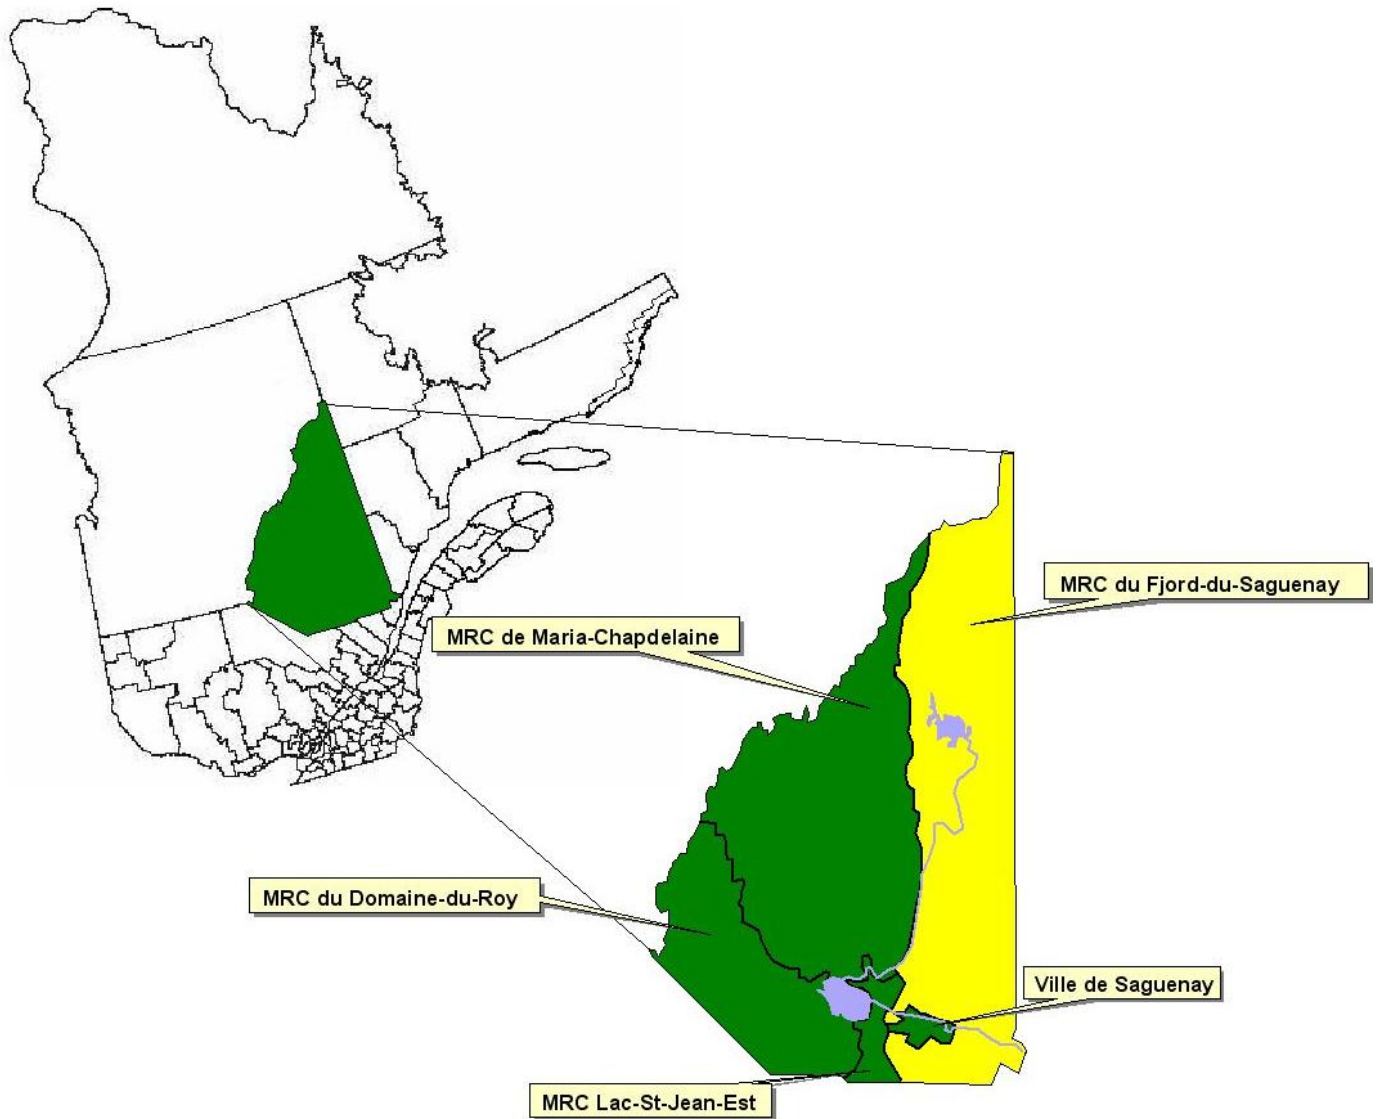 MRC du Fjord-du-Saguenay
MRC de Maria-Chapdelaine
MRC du Domaine-du-Roy
Ville de Saguenay
MRC Lac-St-Jean-Est